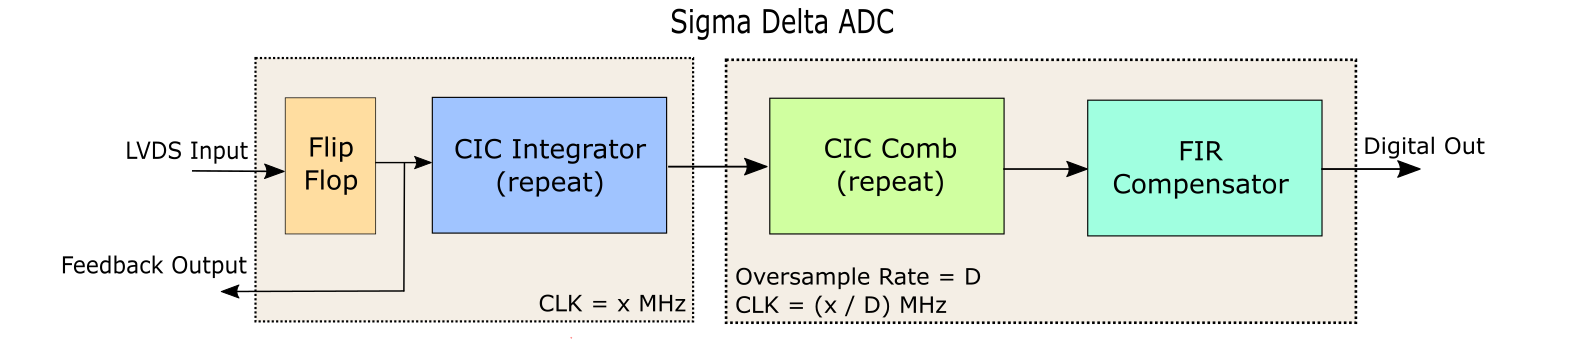 Sigma Delta ADC
LVDS Input
Flip
Flop
CIC Integrator
(repeat)
CIC Comb
(repeat)
FIR
Compensator
Digital Out
Feedback Output
CLK = x MHz
Oversample Rate = D
CLK = (x / D) MHz